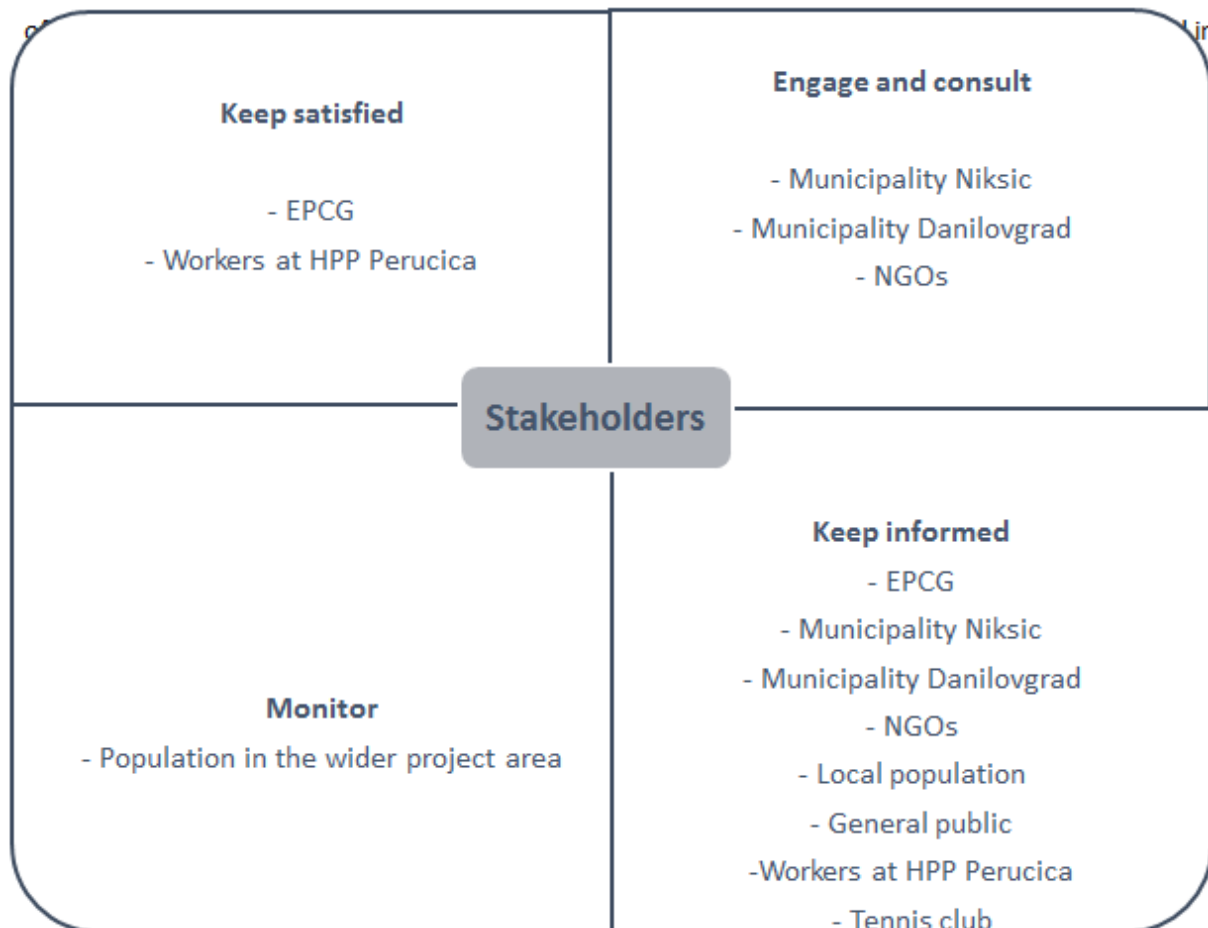 Keep satisfied
- EPCG
- Workers at HPP Perucica
Engage and consult
- Municipality Niksic
- Municipality Danilovgrad
- NGOs
Stakeholders
Monitor
- Population in the wider project area
Keep informed
- EPCG
- Municipality Niksic
- Municipality Danilovgrad
- NGOs
- Local population
- General public
-Workers at HPP Perucica
- Tennis club